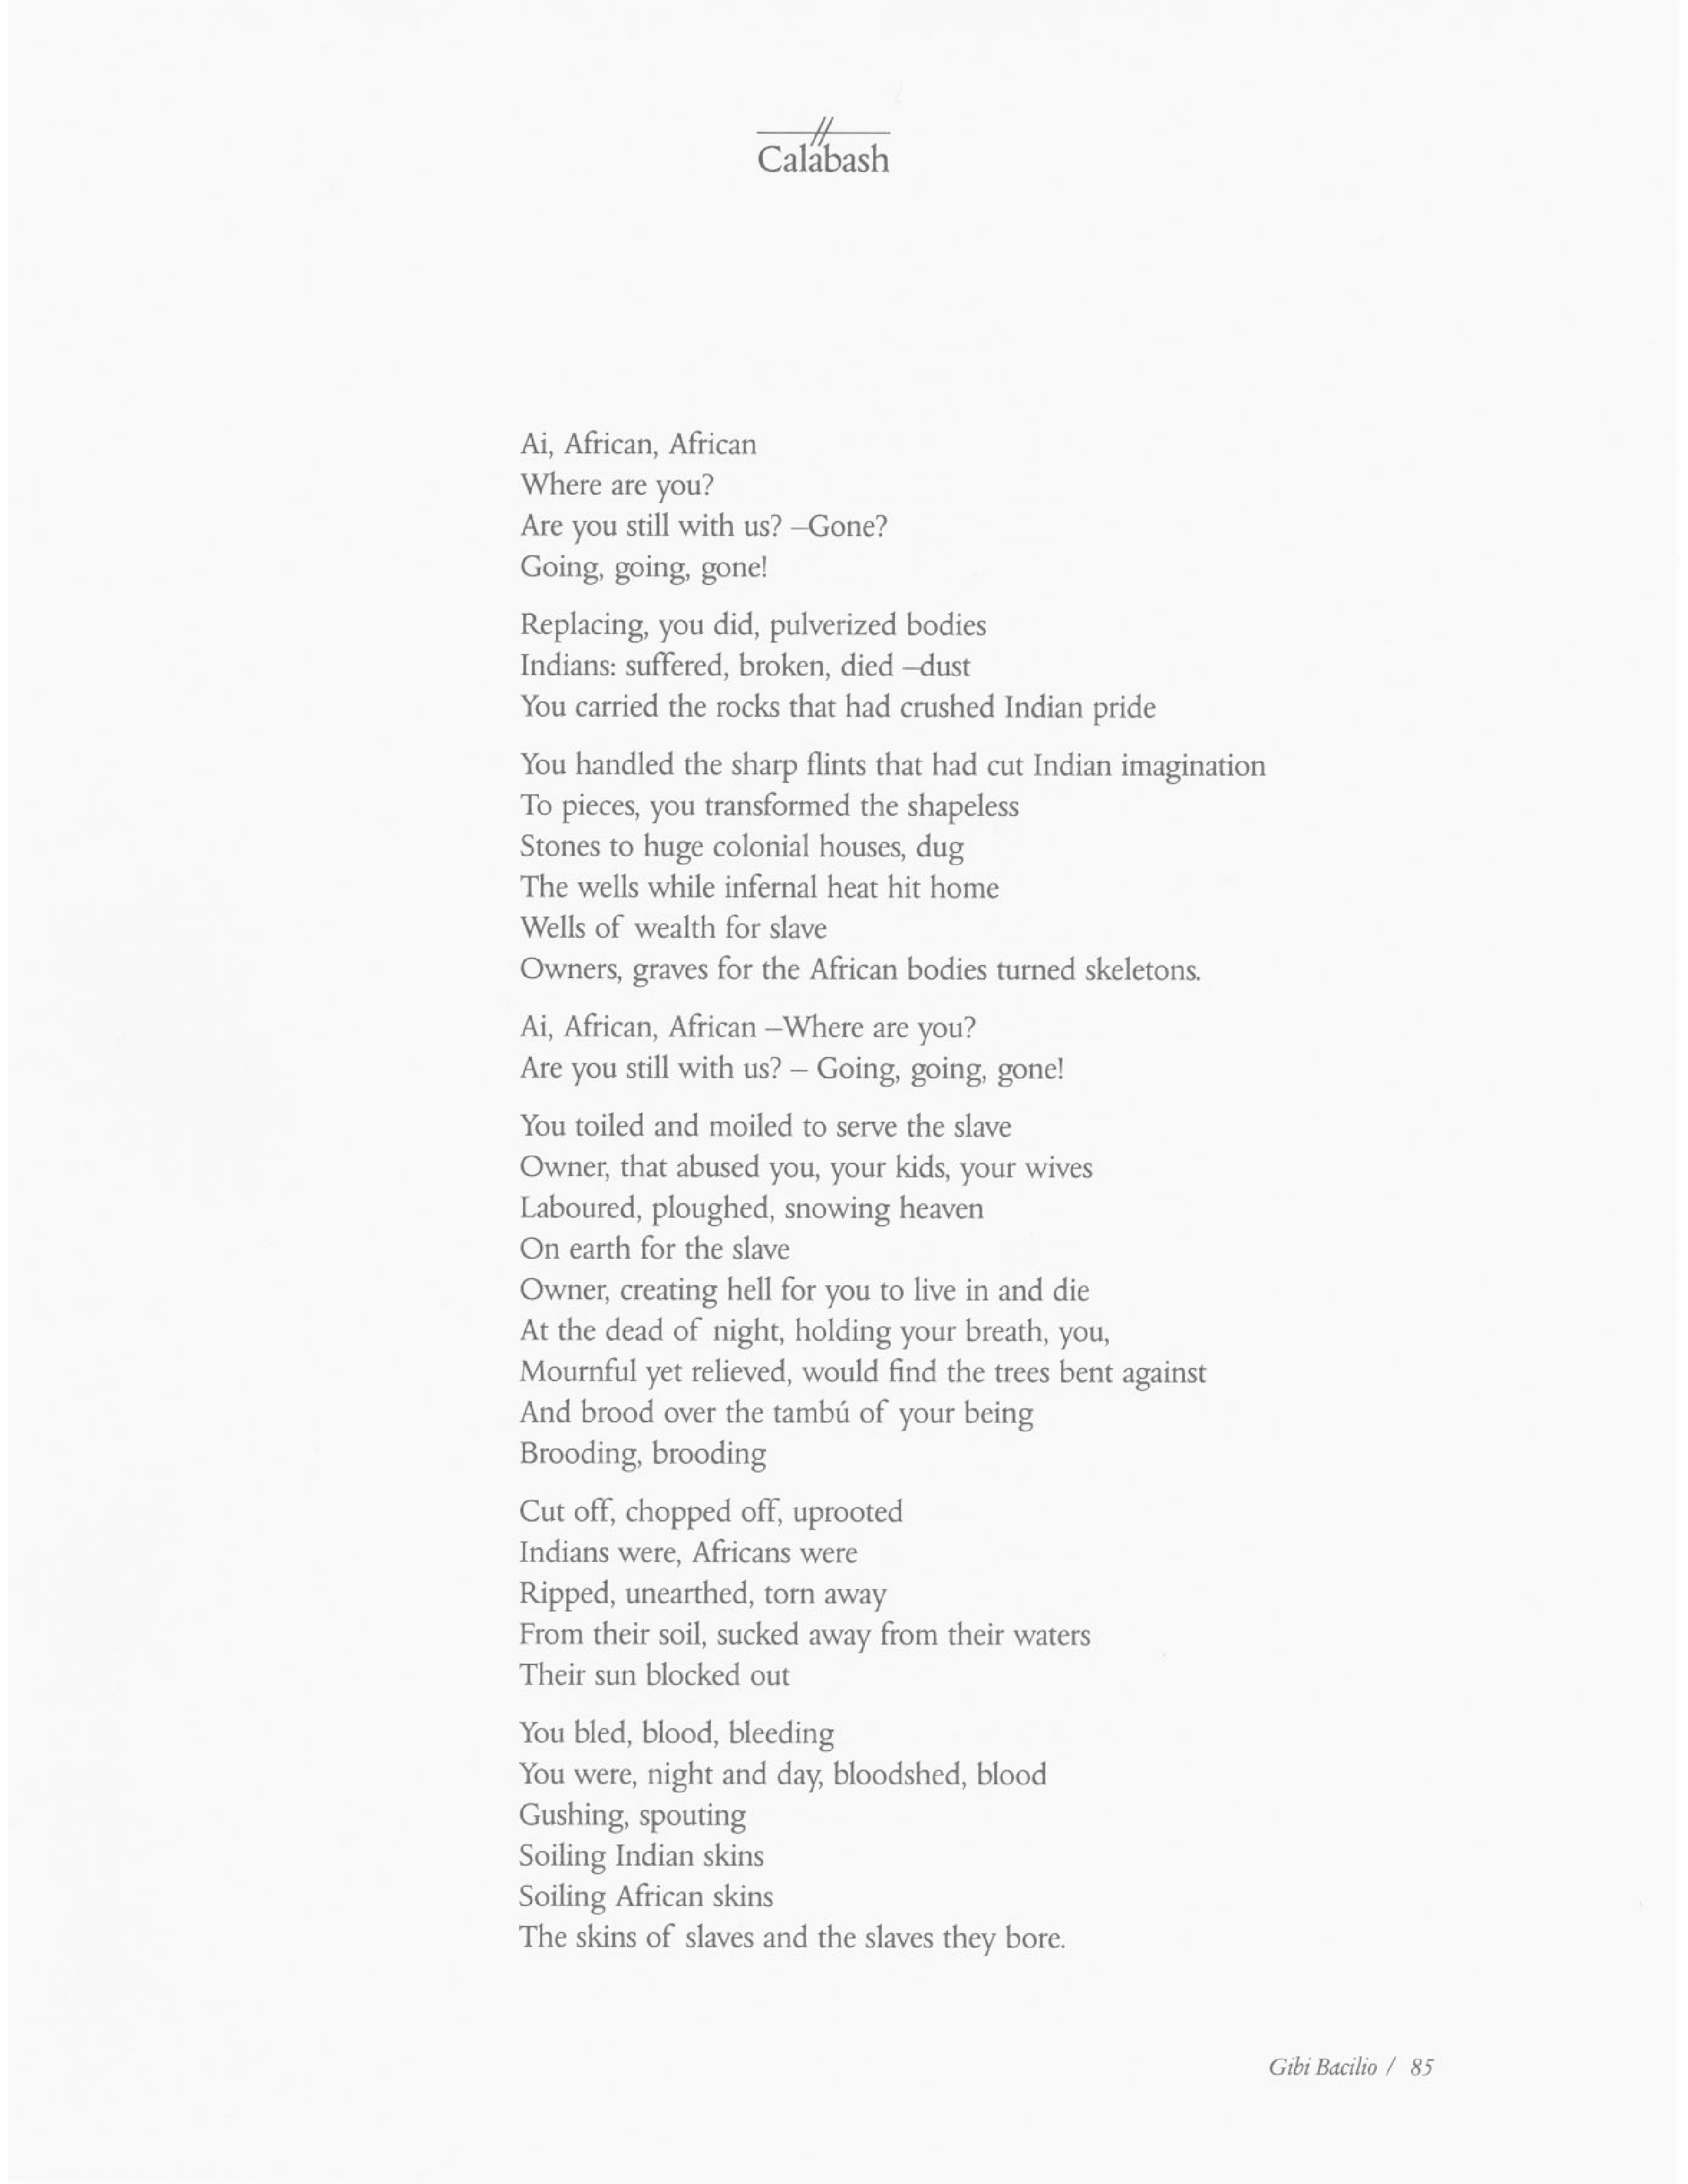 Calabash
Ai, African, African
Where are you?
Are you still with us? –Gone?
Going, going, gone!
Replacing, you did, pulverized bodies
Indians: suffered, broken, died –dust
You carried the rocks that had crushed Indian pride
You handled the sharp flints that had cut Indian imagination
To pieces, you transformed the shapeless
Stones to huge colonial houses, dug
The wells while infernal heat hit home
Wells of wealth for slave
Owners, graves for the African bodies turned skeletons.
Ai, African, African –Where are you?
Are you still with us? – Going, going, gone!
You toiled and moiled to serve the slave
Owner, that abused you, your kids, your wives
Laboured, ploughed, snowing heaven
On earth for the slave
Owner, creating hell for you to live in and die
At the dead of night, holding your breath, you,
Mournful yet relieved, would find the trees bent against
And brood over the tambú of your being
Brooding, brooding
Cut off, chopped off, uprooted
Indians were, Africans were
Ripped, unearthed, torn away
From their soil, sucked away from their waters
Their sun blocked out
You bled, blood, bleeding
You were, night and day, bloodshed, blood
Gushing, spouting
Soiling Indian skins
Soiling African skins
The skins of slaves and the slaves they bore.
Gibi Bacilio / 85